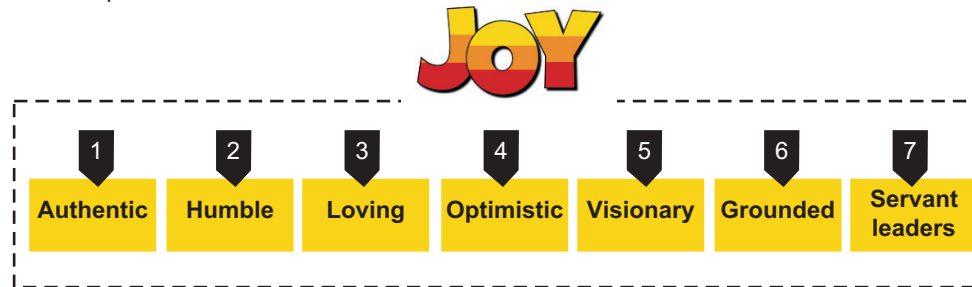 JOY
1 2 3 4 5 6 7
Authentic Humble Loving Optimistic Visionary Grounded Servant leaders